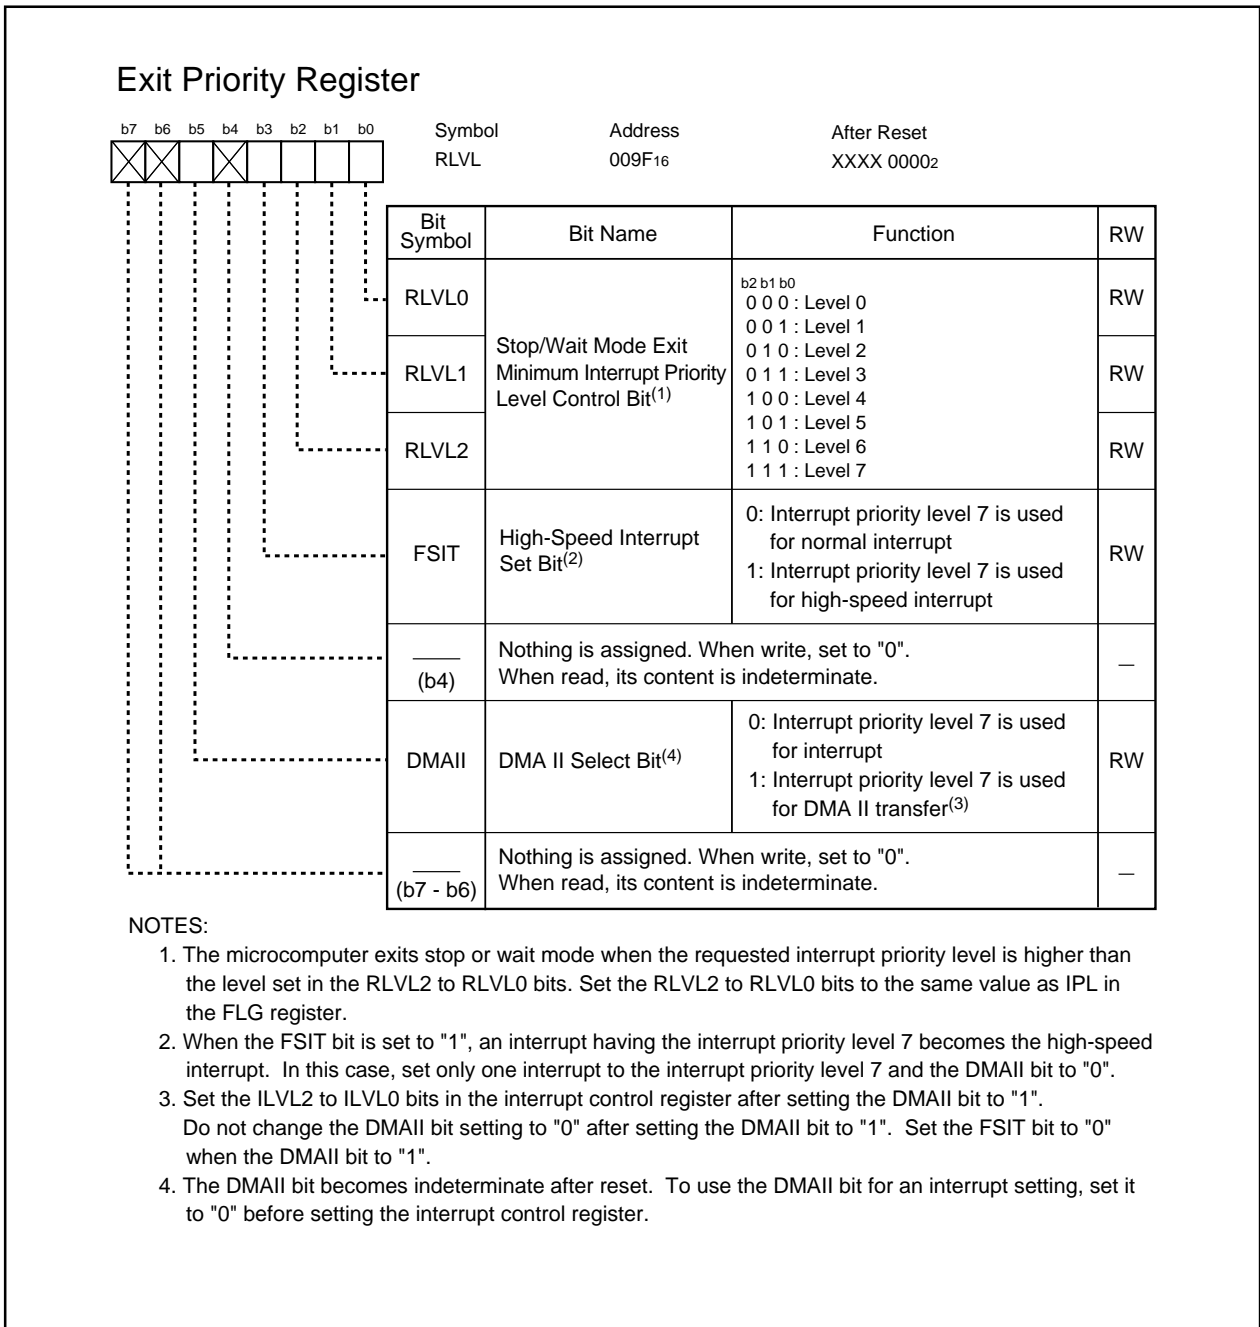 Exit Priority Register
b7 b6 b5 b4 b3 b2 b1 b0
Symbol Address After Reset
RLVL 009F16 XXXX 00002
Bit Symbol Bit Name Function RW
RLVL0 RW
RLVL1 RW
RLVL2 RW
Stop/Wait Mode Exit
Minimum Interrupt Priority
Level Control Bit(1)
b2 b1 b0
0 0 0 : Level 0
0 0 1 : Level 1
0 1 0 : Level 2
0 1 1 : Level 3
1 0 0 : Level 4
1 0 1 : Level 5
1 1 0 : Level 6
1 1 1 : Level 7
FSIT
High-Speed Interrupt
Set Bit(2)
0: Interrupt priority level 7 is used
for normal interrupt
1: Interrupt priority level 7 is used
for high-speed interrupt
RW
(b4)
Nothing is assigned. When write, set to "0".
When read, its content is indeterminate.
—
DMAII
DMA II Select Bit(4)
0: Interrupt priority level 7 is used
for interrupt
1: Interrupt priority level 7 is used
for DMA II transfer(3)
RW
(b7 - b6)
Nothing is assigned. When write, set to "0".
When read, its content is indeterminate.
—
NOTES:
1. The microcomputer exits stop or wait mode when the requested interrupt priority level is higher than
the level set in the RLVL2 to RLVL0 bits. Set the RLVL2 to RLVL0 bits to the same value as IPL in
the FLG register.
2. When the FSIT bit is set to "1", an interrupt having the interrupt priority level 7 becomes the high-speed
interrupt. In this case, set only one interrupt to the interrupt priority level 7 and the DMAII bit to "0".
3. Set the ILVL2 to ILVL0 bits in the interrupt control register after setting the DMAII bit to "1".
Do not change the DMAII bit setting to "0" after setting the DMAII bit to "1". Set the FSIT bit to "0"
when the DMAII bit to "1".
4. The DMAII bit becomes indeterminate after reset. To use the DMAII bit for an interrupt setting, set it
to "0" before setting the interrupt control register.